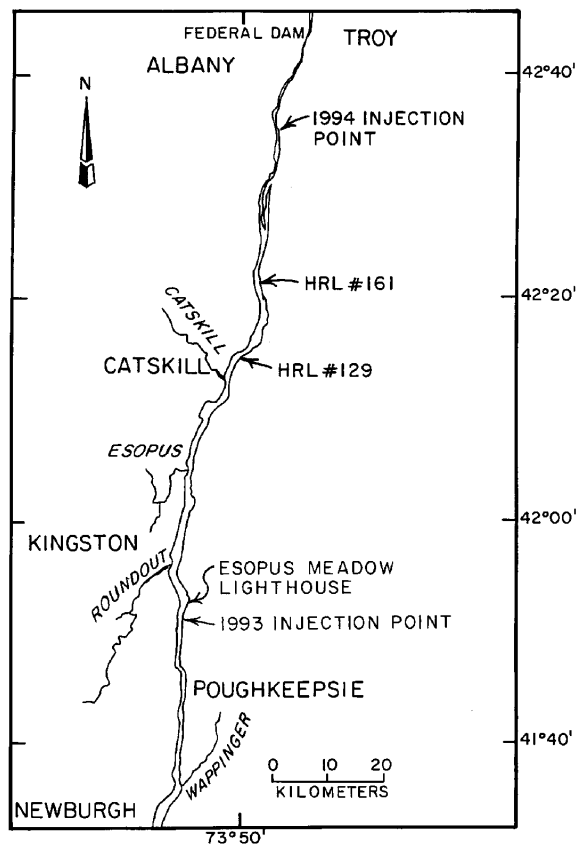 FEDERAL DAM
TROY
ALBANY
42°40'
N
1994 INJECTION
POINT
HRL #161
42°20'
CATSKILL
CATSKILL
HRL #129
ESOPUS
42°00'
KINGSTON
ROUNDOUT
ESOPUS MEADOW
LIGHTHOUSE
1993 INJECTION POINT
POUGHKEEPSIE
WAPPINGER
41°40'
0 10 20
KILOMETERS
NEWBURGH
73°50'